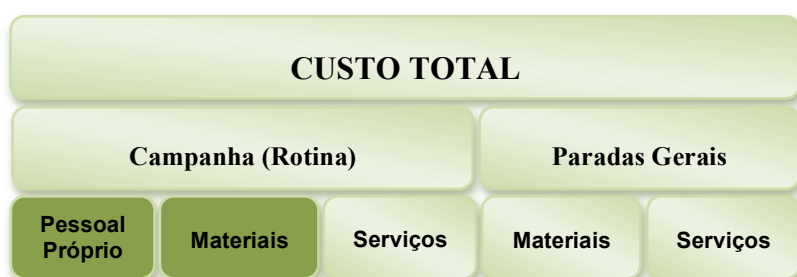 CUSTO TOTAL
Campanha (Rotina)
Paradas Gerais
Pessoal
Próprio
Materiais
Serviços
Materiais
Serviços